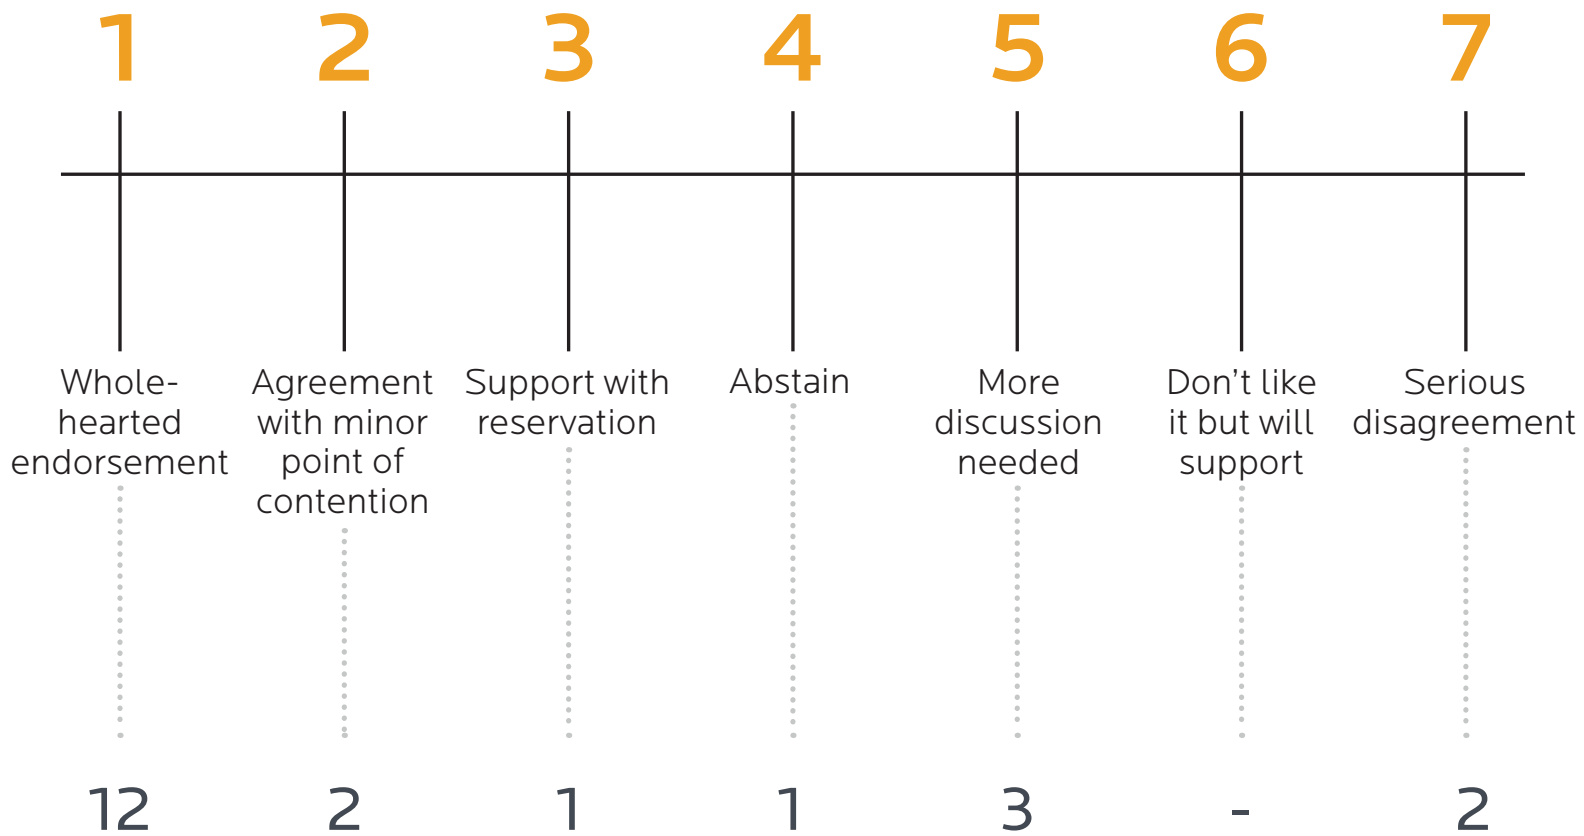 1 2 3 4 5 6 7
Whole-
hearted
endorsement
Agreement
with minor
point of
contention
Support with
reservation
Abstain
More
discussion
needed
Don’t like
it but will
support
Serious
disagreement
12 2 1 1 3 - 2